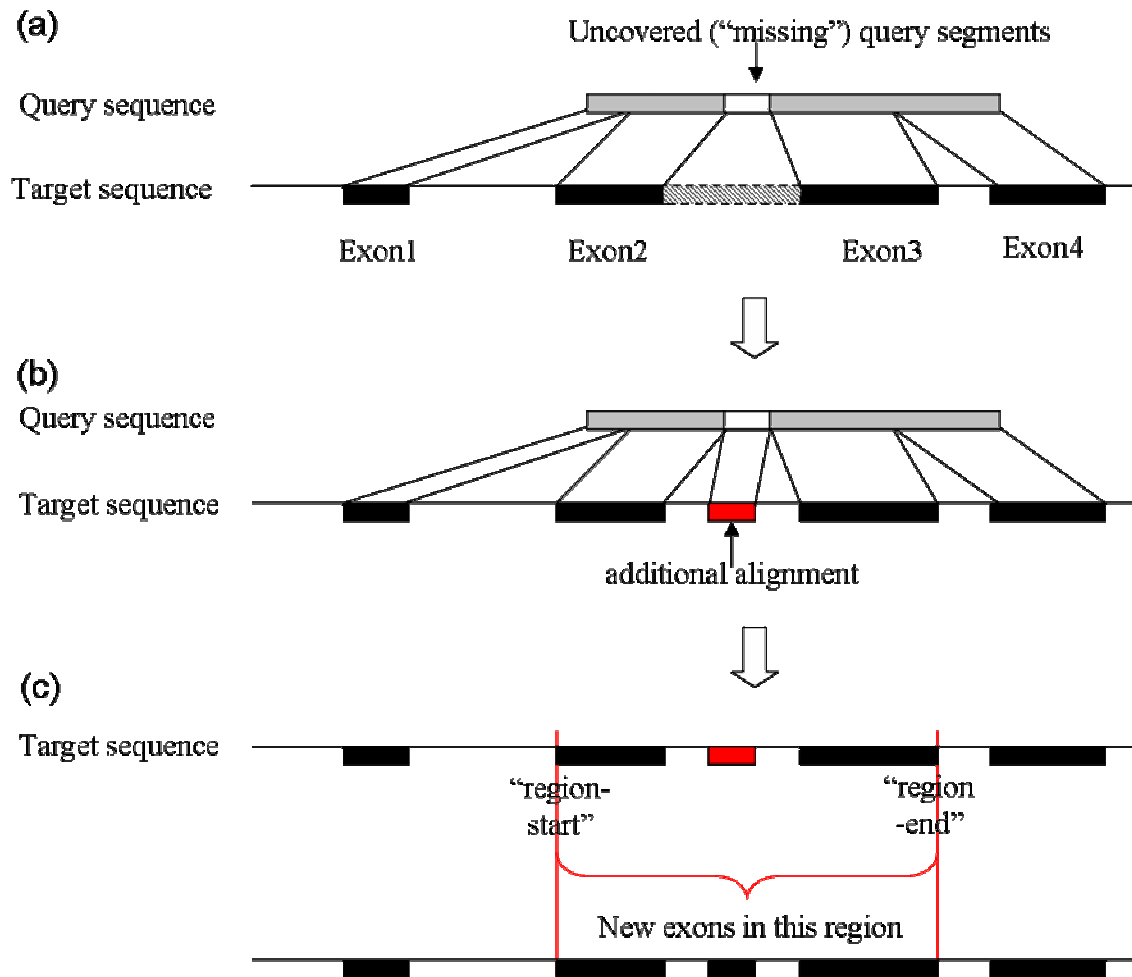 (a)
Uncovered (“missing”) query segments
Query sequence
Target sequence
Exon1
Exon2
Exon3
Exon4
(b)
Query sequence
Target sequence
additional alignment
(c)
Target sequence
“region-
start”
“region
-end”
New exons in this region